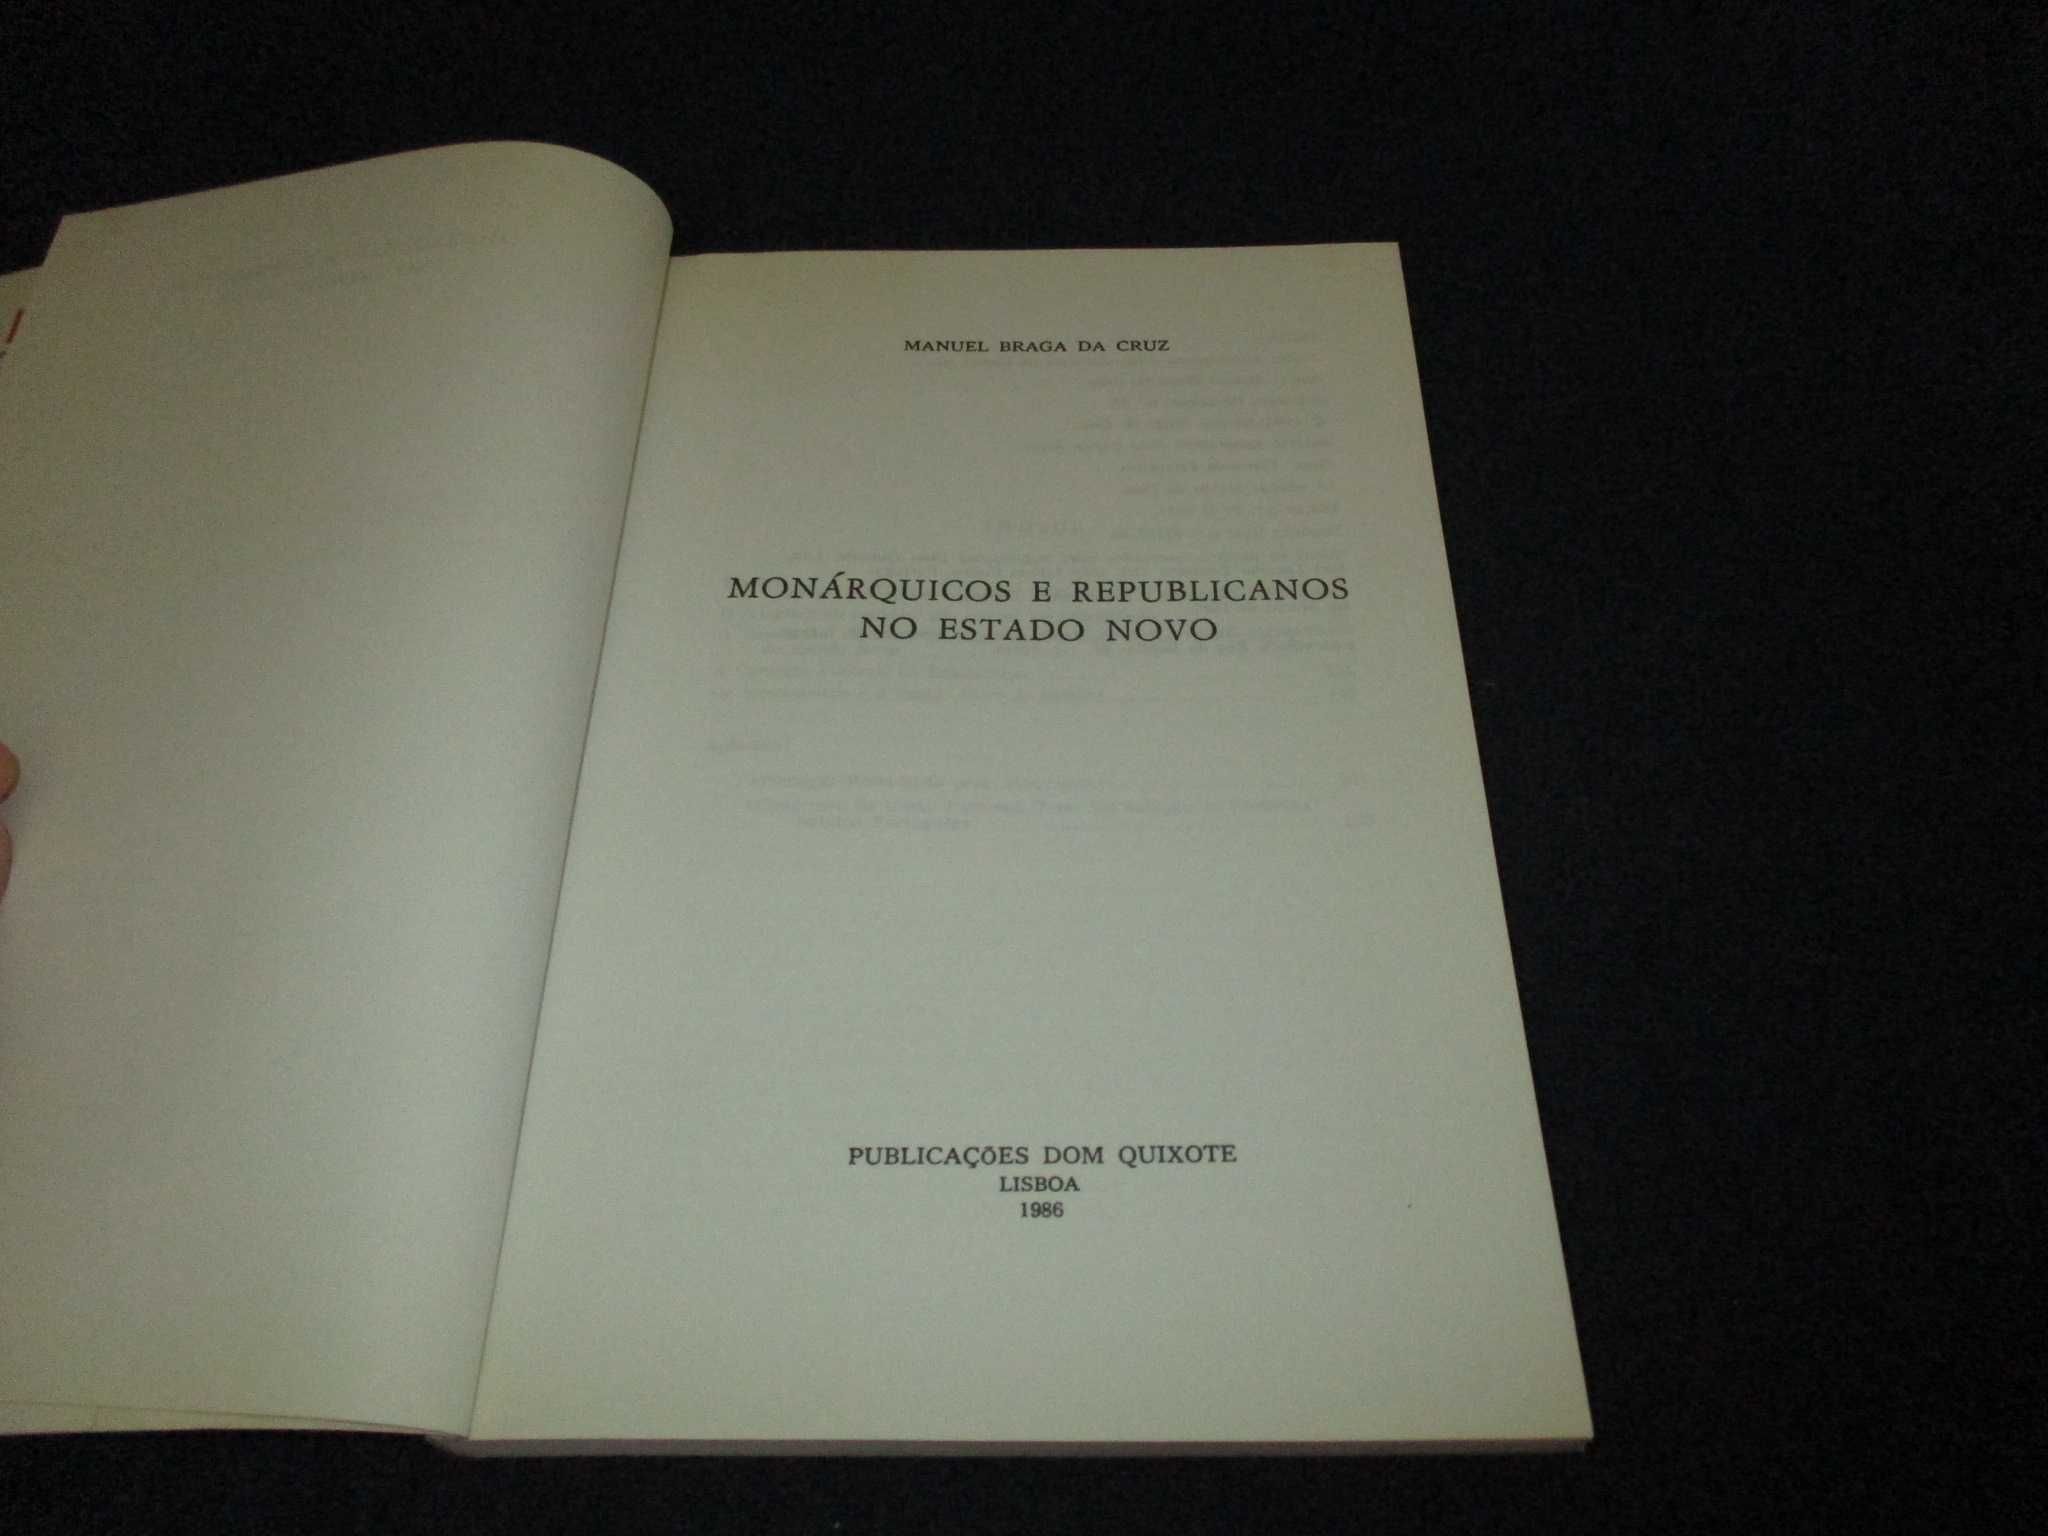 MANUEL BRAGA DA CRUZ
MONÁRQUICOS E REPUBLICANOS
NO ESTADO NOVO
PUBLICAÇÕES DOM QUIXOTE
LISBOA
1986